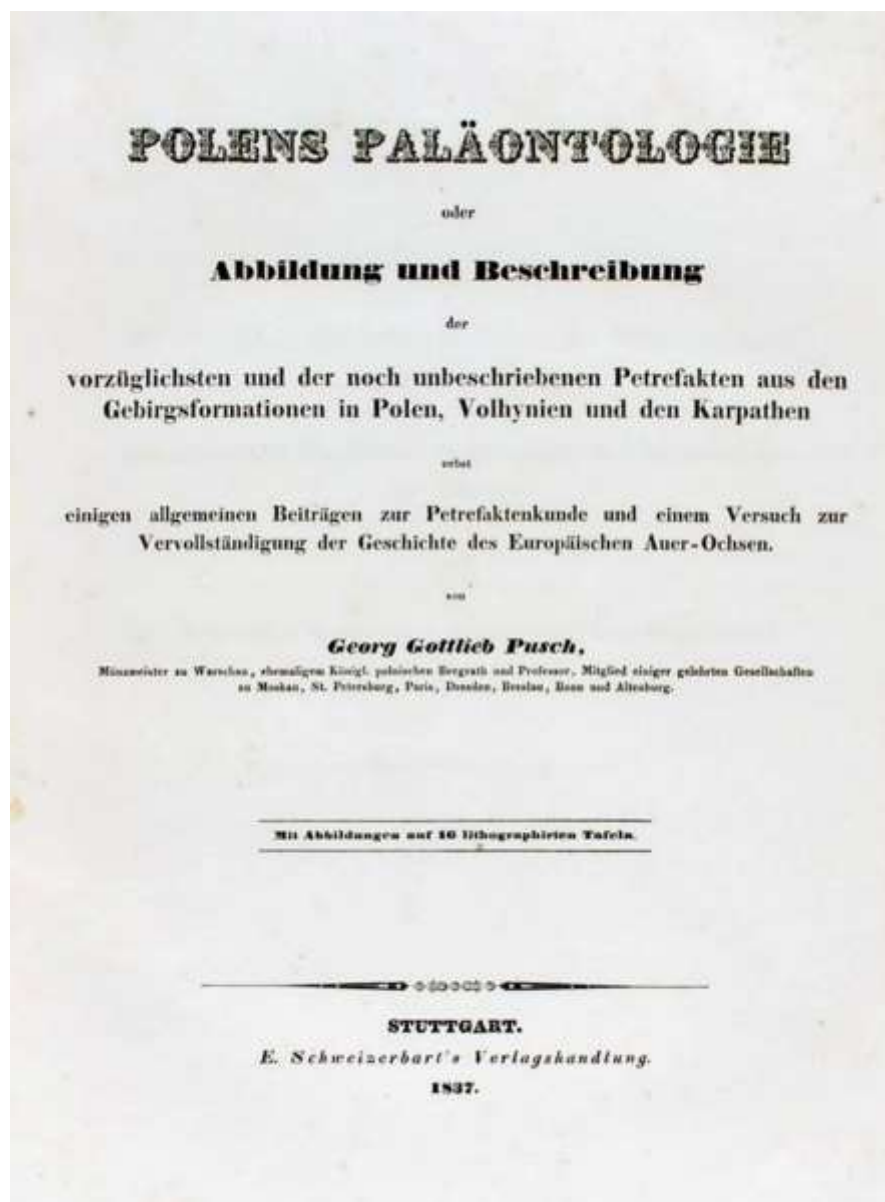 POLENS PALÄONTOLOGIE
oder
Abbildung und Beschreibung
der
vorzüglichsten und der noch unbeschriebenen Petrefakten aus den
Gebirgsformationen in Polen, Volhynien und den Karpathen
nebst
einigen allgemeinen Beiträgen zur Petrefaktenkunde und einem Versuch zur
Vervollständigung der Geschichte des Europäischen Auer-Ochsen.
von
Georg Gottlieb Pusch,
Münzmeister zu Warschau, ehemaligem Königl. polnischen Bergrath und Professor, Mitglied einiger gelehrten Gesellschaften
zu Moskau, St. Petersburg, Paris, Dresden, Breslau, Bonn und Altenburg.
Mit Abbildungen auf 16 lithographirten Tafeln.
STUTTGART.
E. Schweizerbart's Verlagshandlung.
1837.